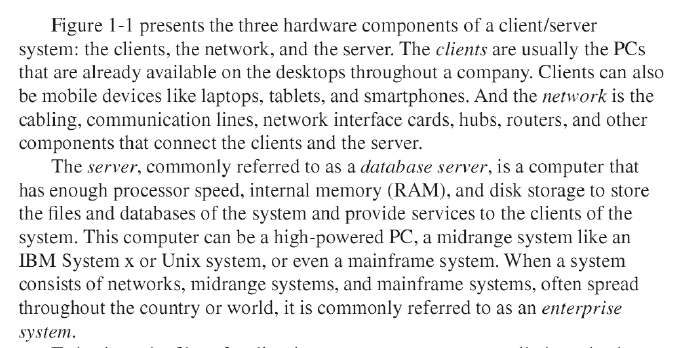 Figure 1-1 presents the three hardware components of a client/server
system: the clients, the network, and the server. The clients are usually the PCs
that are already available on the desktops throughout a company. Clients can also
be mobile devices like laptops, tablets, and smartphones. And the network is the
cabling, communication lines, network interface cards, hubs, routers, and other
components that connect the clients and the server.
The server, commonly referred to as a database server, is a computer that
has enough processor speed, internal memory (RAM), and disk storage to store
the files and databases of the system and provide services to the clients of the
system. This computer can be a high-powered PC, a midrange system like an
IBM System x or Unix system, or even a mainframe system. When a system
consists of networks, midrange systems, and mainframe systems, often spread
throughout the country or world, it is commonly referred to as an enterprise
system.